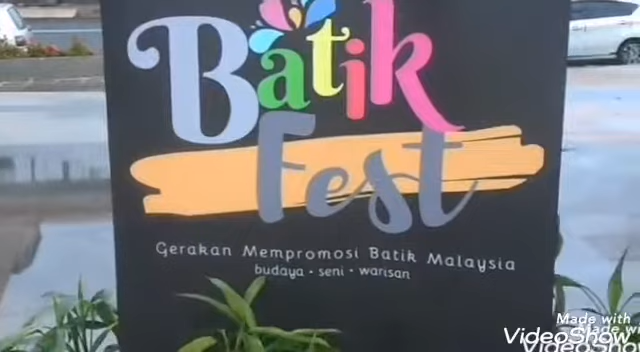 Batik
Fest
Gerakan Mempromosi Batik Malaysia
budaya • seni • warisan
Made with
VideoShow